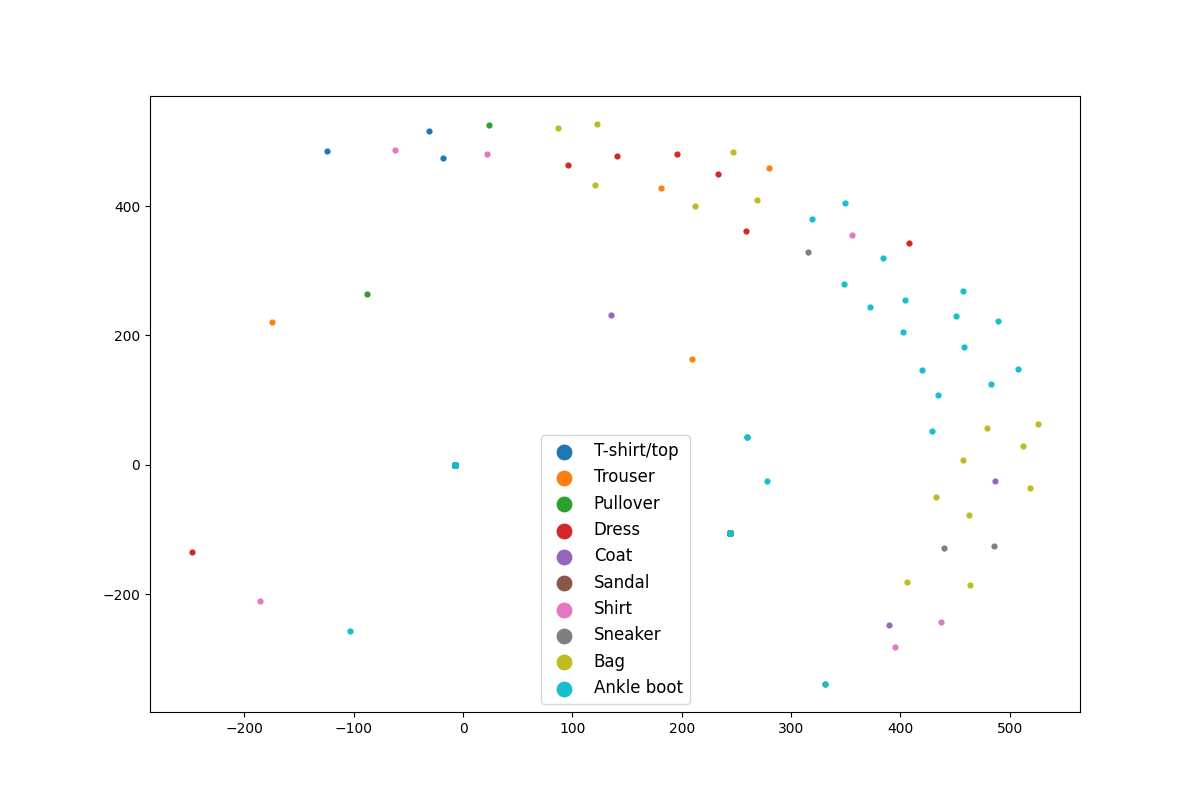 400
200
0
−200
T-shirt/top
Trouser
Pullover
Dress
Coat
Sandal
Shirt
Sneaker
Bag
Ankle boot
−200 −100 0 100 200 300 400 500